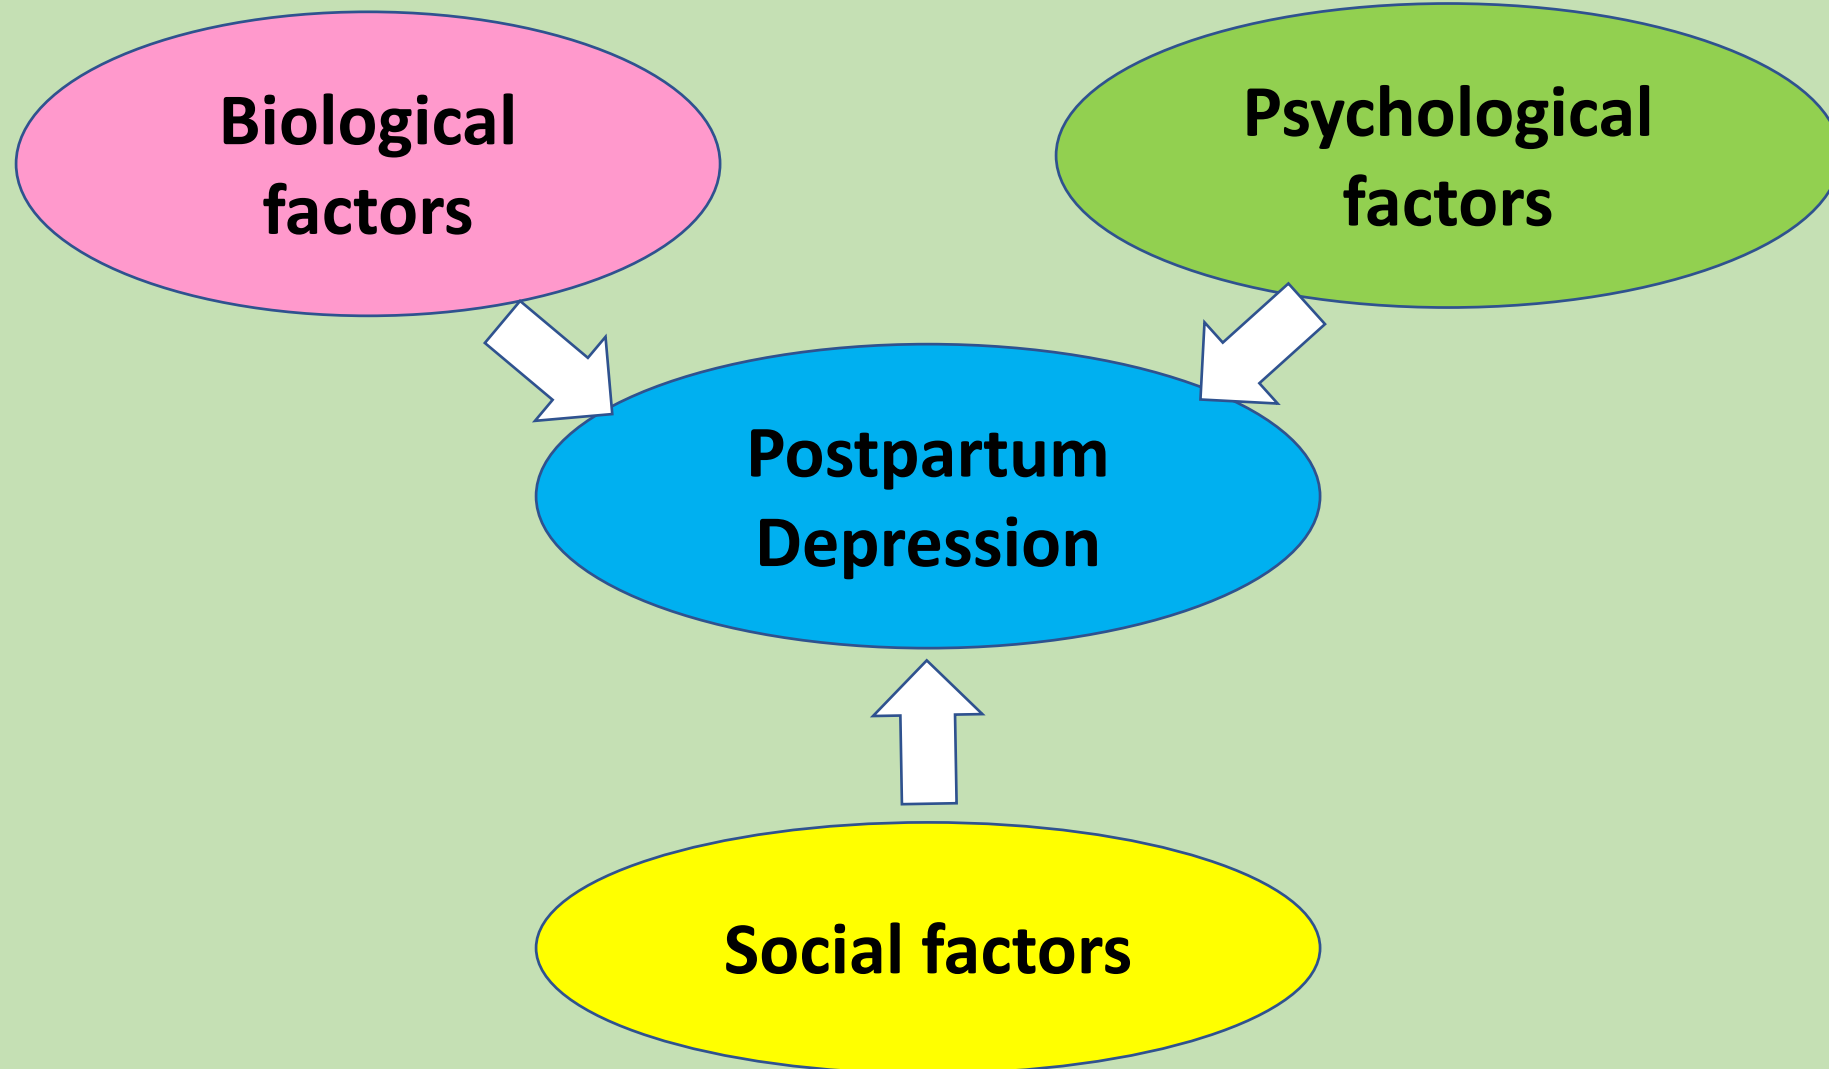 Biological
factors
Psychological
factors
Postpartum
Depression
Social factors